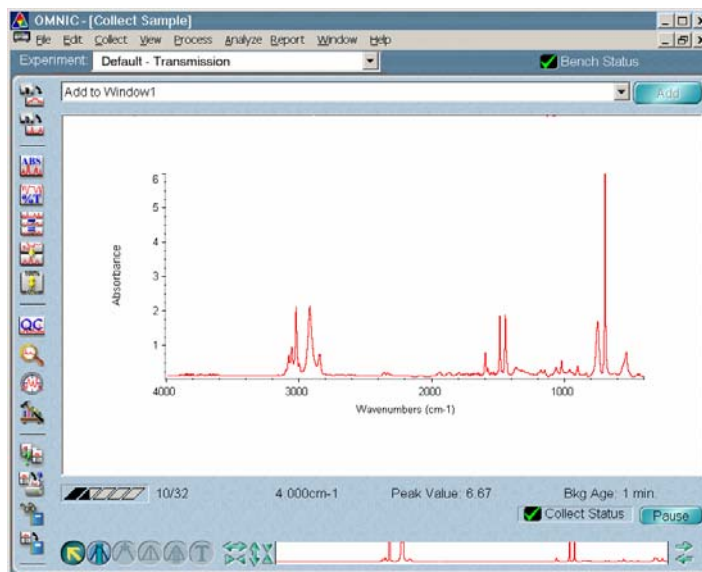 OMNIC - [Collect Sample]
File Edit Collect View Process Analyze Report Window Help
Experiment: Default - Transmission Bench Status
Add to Window1 Add
ABS
%T
100%
QC
Absorbance
6
5
4
3
2
1
4000 3000 2000 1000
Wavenumbers (cm-1)
10/32 4 000cm-1 Peak Value: 6.67 Bkg Age: 1 min.
Collect Status Pause
T